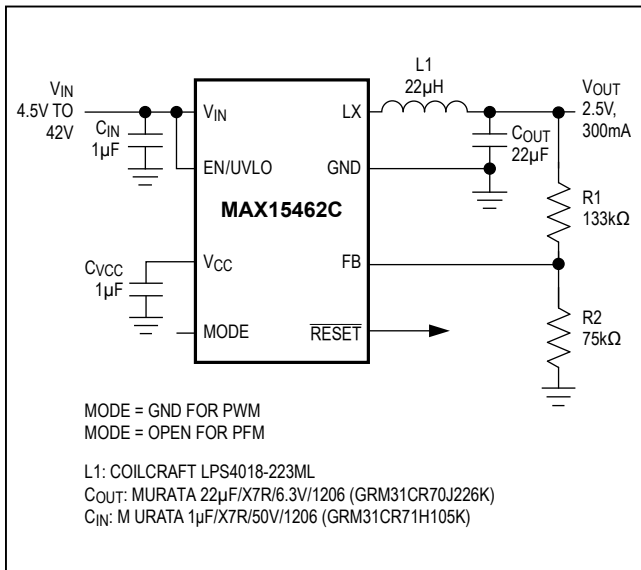 VIN
4.5V TO
42V
CIN
1µF
VIN
EN/UVLO
LX
GND
MAX15462C
VCC
FB
MODE
RESET
CVCC
1µF
L1
22µH
COUT
22µF
VOUT
2.5V,
300mA
R1
133kΩ
R2
75kΩ
MODE = GND FOR PWM
MODE = OPEN FOR PFM
L1: COILCRAFT LPS4018-223ML
COUT: MURATA 22µF/X7R/6.3V/1206 (GRM31CR70J226K)
CIN: M URATA 1µF/X7R/50V/1206 (GRM31CR71H105K)